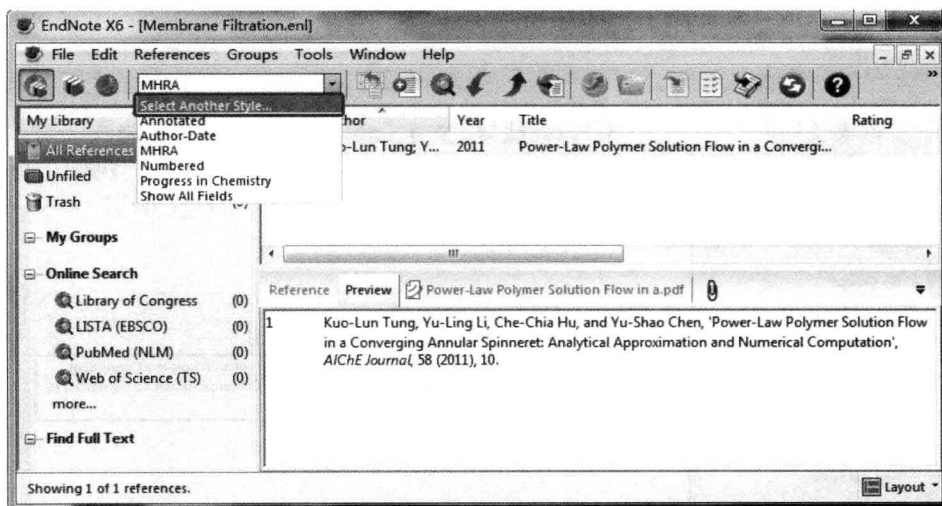 EndNote X6 - [Membrane Filtration.enl]
File Edit References Groups Tools Window Help
MHRA
Select Another Style...
Annotated
Author-Date
MHRA
Numbered
Progress in Chemistry
Show All Fields
My Library
All References
Unfiled
Trash
My Groups
Online Search
Library of Congress (0)
LISTA (EBSCO) (0)
PubMed (NLM) (0)
Web of Science (TS) (0)
more...
Find Full Text
thor Year Title Rating
o-Lun Tung; Y... 2011 Power-Law Polymer Solution Flow in a Convergi...
Reference Preview Power-Law Polymer Solution Flow in a.pdf
1 Kuo-Lun Tung, Yu-Ling Li, Che-Chia Hu, and Yu-Shao Chen, 'Power-Law Polymer Solution Flow
in a Converging Annular Spinneret: Analytical Approximation and Numerical Computation',
AIChE Journal, 58 (2011), 10.
Showing 1 of 1 references.
Layout